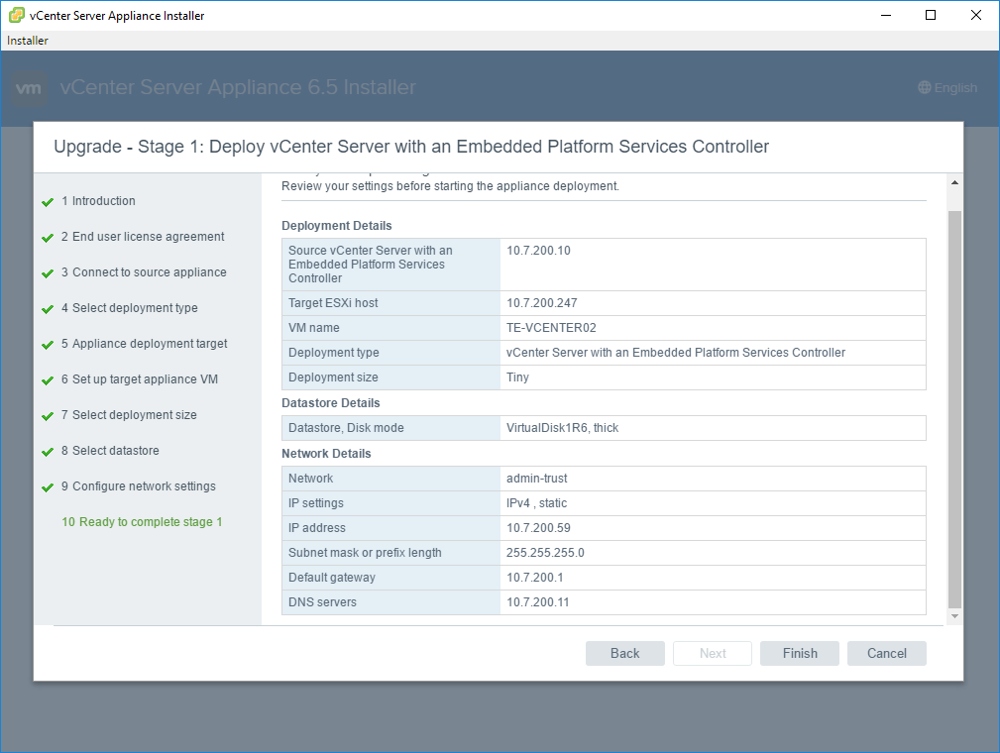 vCenter Server Appliance Installer
Installer
vm vCenter Server Appliance 6.5 Installer
English
Upgrade - Stage 1: Deploy vCenter Server with an Embedded Platform Services Controller
1 Introduction
2 End user license agreement
3 Connect to source appliance
4 Select deployment type
5 Appliance deployment target
6 Set up target appliance VM
7 Select deployment size
8 Select datastore
9 Configure network settings
10 Ready to complete stage 1
Review your settings before starting the appliance deployment.
Deployment Details
Source vCenter Server with an 10.7.200.10
Embedded Platform Services
Controller
Target ESXi host 10.7.200.247
VM name TE-VCENTER02
Deployment type vCenter Server with an Embedded Platform Services Controller
Deployment size Tiny
Datastore Details
Datastore, Disk mode VirtualDisk1R6, thick
Network Details
Network admin-trust
IP settings IPv4 , static
IP address 10.7.200.59
Subnet mask or prefix length 255.255.255.0
Default gateway 10.7.200.1
DNS servers 10.7.200.11
Back Next Finish Cancel